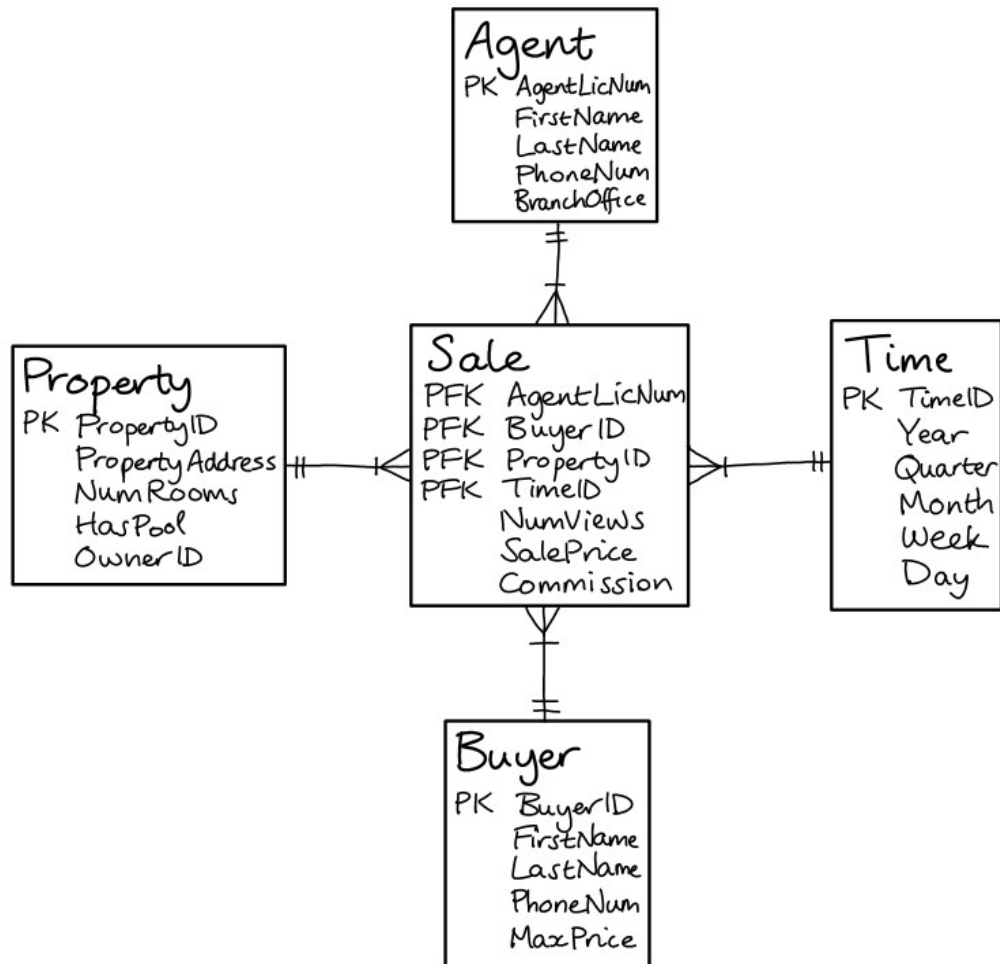 Agent
PK AgentLicNum
FirstName
LastName
PhoneNum
BranchOffice
Property
PK PropertyID
PropertyAddress
NumRooms
HasPool
OwnerID
Sale
PFK AgentLicNum
PFK BuyerID
PFK PropertyID
PFK TimeID
NumViews
SalePrice
Commission
Time
PK TimeID
Year
Quarter
Month
Week
Day
Buyer
PK BuyerID
FirstName
LastName
PhoneNum
MaxPrice